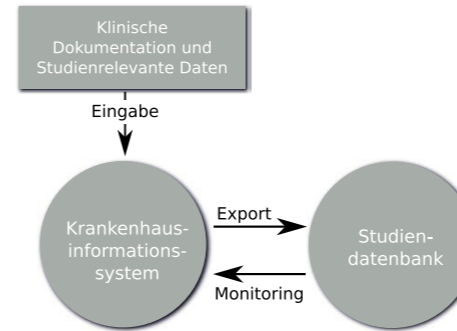 Klinische
Dokumentation und
Studienrelevante Daten
Eingabe
Krankenhaus-
informations-
system
Export
Monitoring
Studien-
datenbank